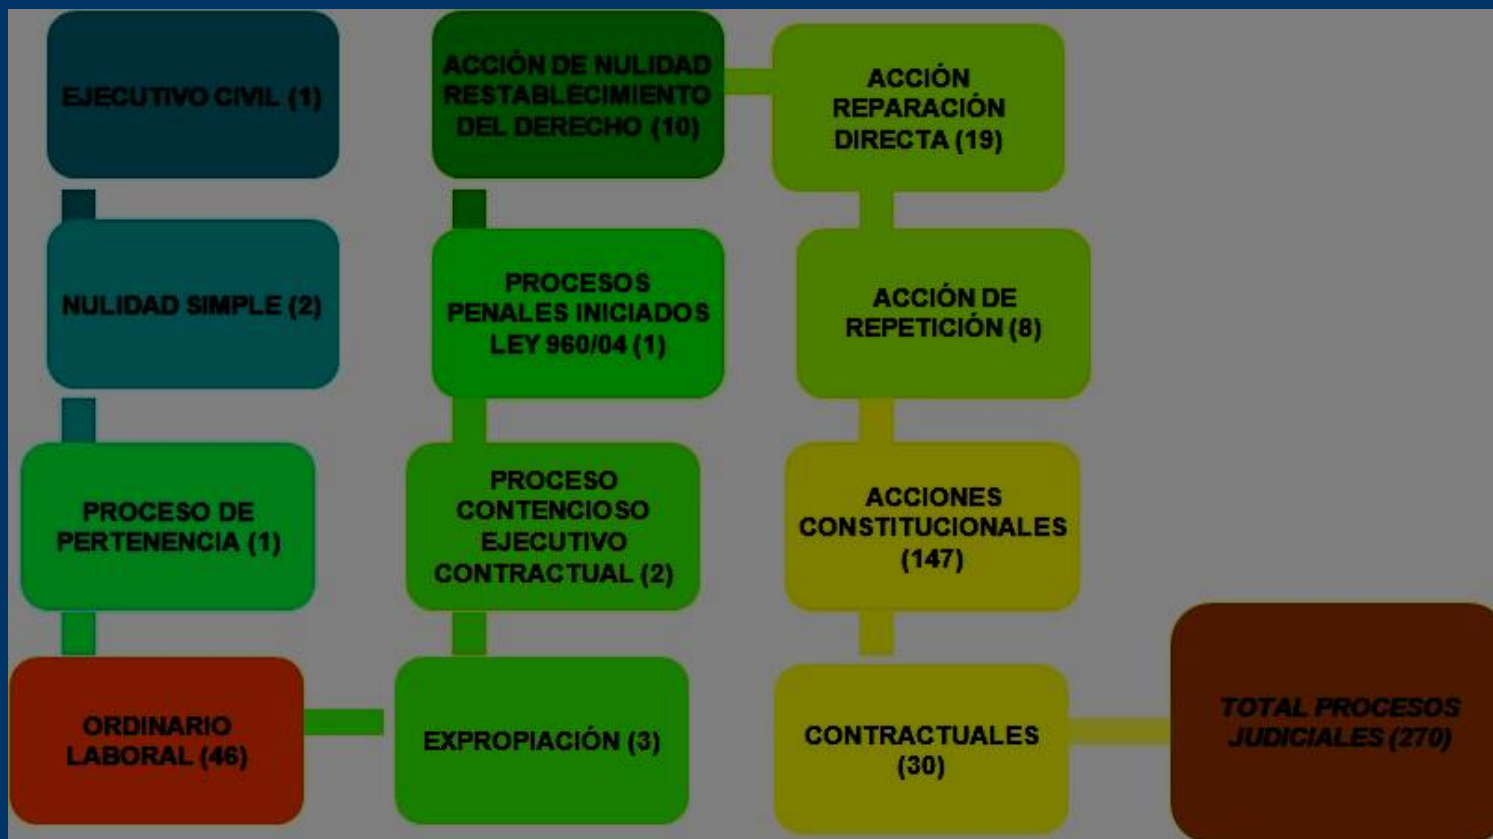 EJECUTIVO CIVIL (1)
NULIDAD SIMPLE (2)
PROCESO DE
PERTENENCIA (1)
ORDINARIO
LABORAL (46)
EXPROPIACIÓN (3)
PROCESO
CONTENCIOSO
EJECUTIVO
CONTRACTUAL (2)
PROCESOS
PENALES INICIADOS
LEY 960/04 (1)
ACCIÓN DE NULIDAD
RESTABLECIMIENTO
DEL DERECHO (10)
ACCIÓN
REPARACIÓN
DIRECTA (19)
ACCIÓN DE
REPETICIÓN (8)
ACCIONES
CONSTITUCIONALES
(147)
CONTRACTUALES
(30)
TOTAL PROCESOS
JUDICIALES (270)